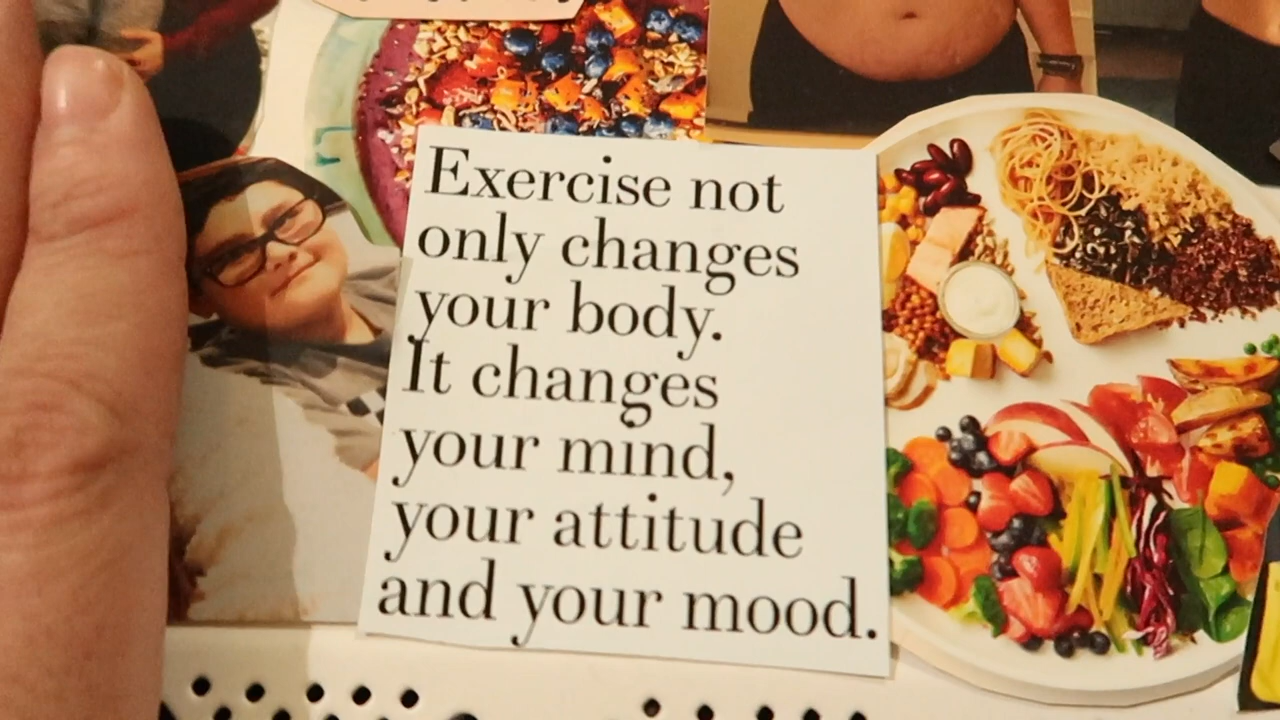 Exercise not
only changes
your body.
It changes
your mind,
your attitude
and your mood.